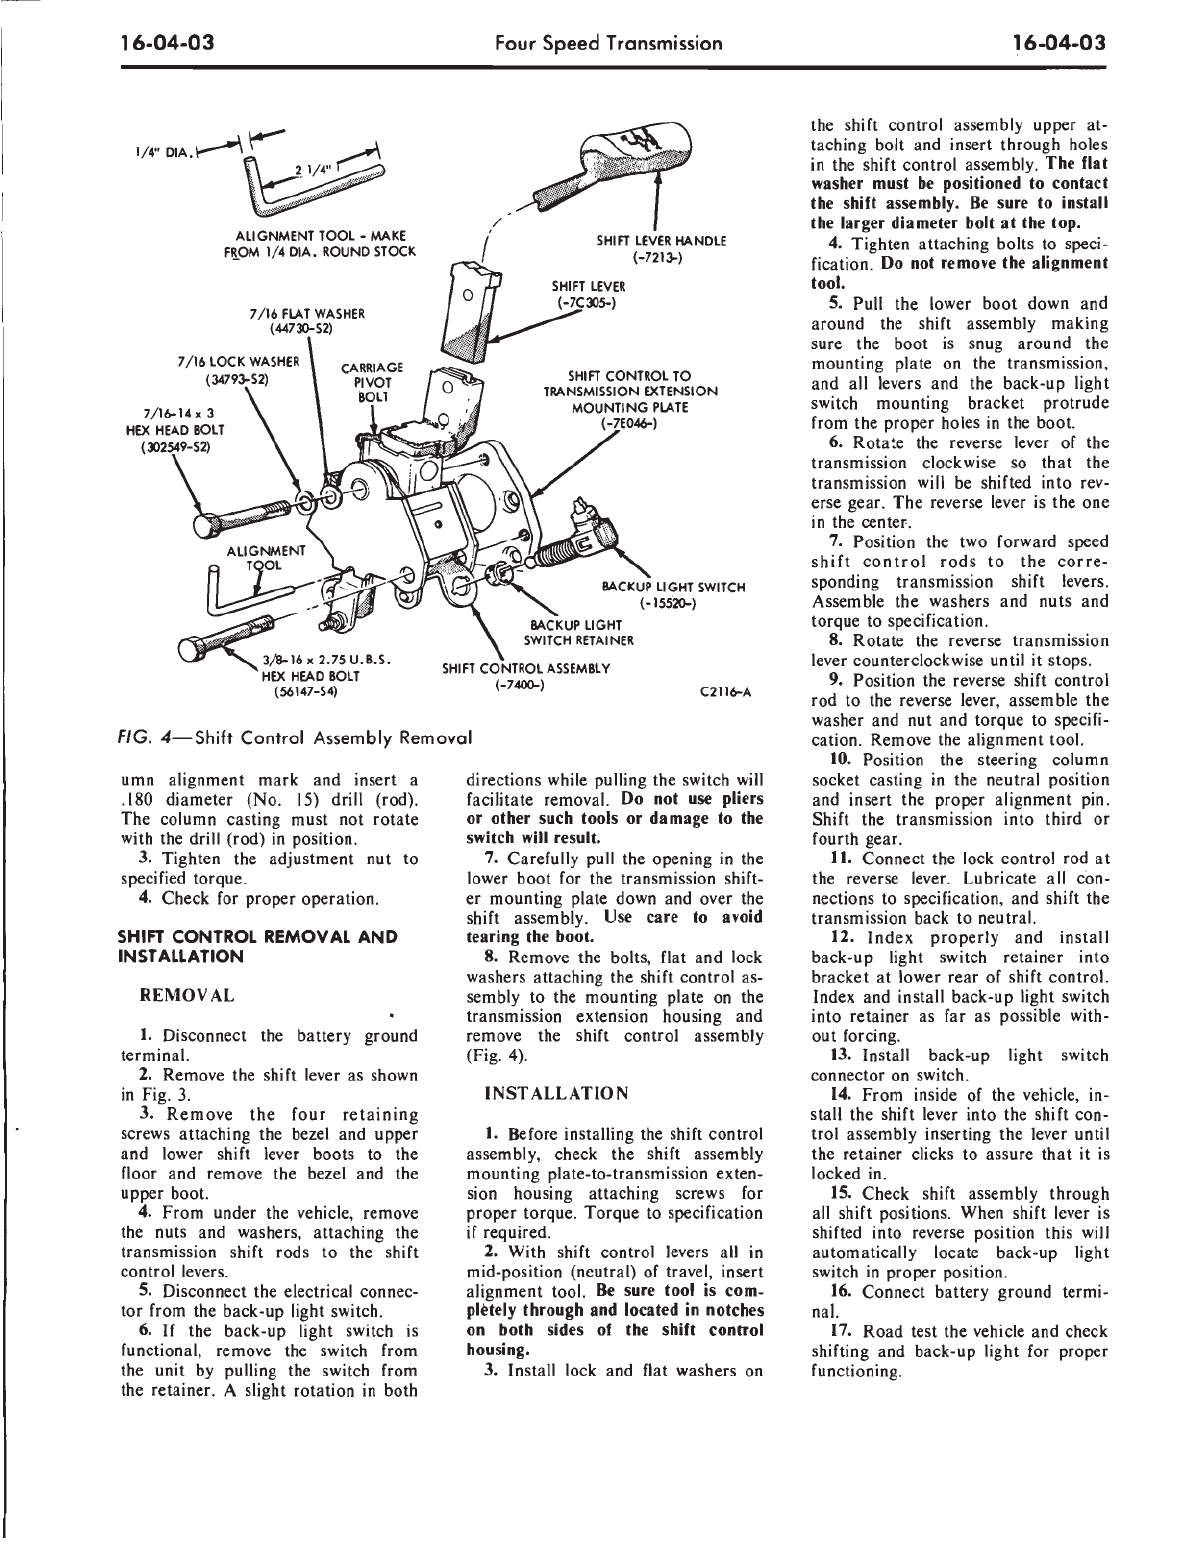 16-04-03
Four Speed Transmission
16-04-03
1/4" DIA.
2 1/4"
ALIGNMENT TOOL - MAKE
FROM 1/4 DIA. ROUND STOCK
SHIFT LEVER HANDLE
(-7213-)
SHIFT LEVER
(-7C305-)
7/16 FLAT WASHER
(44730-S2)
7/16 LOCK WASHER
(34793-S2)
CARRIAGE
PIVOT
BOLT
SHIFT CONTROL TO
TRANSMISSION EXTENSION
MOUNTING PLATE
(-7E046-)
7/16-14 x 3
HEX HEAD BOLT
(302549-S2)
ALIGNMENT
TOOL
BACKUP LIGHT SWITCH
(-15520-)
BACKUP LIGHT
SWITCH RETAINER
3/8-16 x 2.75 U.B.S.
HEX HEAD BOLT
(56147-S4)
SHIFT CONTROL ASSEMBLY
(-7400-)
C2116-A
FIG. 4—Shift Control Assembly Removal
umn alignment mark and insert a
.180 diameter (No. 15) drill (rod).
The column casting must not rotate
with the drill (rod) in position.
3. Tighten the adjustment nut to
specified torque.
4. Check for proper operation.
SHIFT CONTROL REMOVAL AND
INSTALLATION
REMOVAL
1. Disconnect the battery ground
terminal.
2. Remove the shift lever as shown
in Fig. 3.
3. Remove the four retaining
screws attaching the bezel and upper
and lower shift lever boots to the
floor and remove the bezel and the
upper boot.
4. From under the vehicle, remove
the nuts and washers, attaching the
transmission shift rods to the shift
control levers.
5. Disconnect the electrical connec-
tor from the back-up light switch.
6. If the back-up light switch is
functional, remove the switch from
the unit by pulling the switch from
the retainer. A slight rotation in both
directions while pulling the switch will
facilitate removal. Do not use pliers
or other such tools or damage to the
switch will result.
7. Carefully pull the opening in the
lower boot for the transmission shift-
er mounting plate down and over the
shift assembly. Use care to avoid
tearing the boot.
8. Remove the bolts, flat and lock
washers attaching the shift control as-
sembly to the mounting plate on the
transmission extension housing and
remove the shift control assembly
(Fig. 4).
INSTALLATION
1. Before installing the shift control
assembly, check the shift assembly
mounting plate-to-transmission exten-
sion housing attaching screws for
proper torque. Torque to specification
if required.
2. With shift control levers all in
mid-position (neutral) of travel, insert
alignment tool. Be sure tool is com-
pletely through and located in notches
on both sides of the shift control
housing.
3. Install lock and flat washers on
the shift control assembly upper at-
taching bolt and insert through holes
in the shift control assembly. The flat
washer must be positioned to contact
the shift assembly. Be sure to install
the larger diameter bolt at the top.
4. Tighten attaching bolts to speci-
fication. Do not remove the alignment
tool.
5. Pull the lower boot down and
around the shift assembly making
sure the boot is snug around the
mounting plate on the transmission,
and all levers and the back-up light
switch mounting bracket protrude
from the proper holes in the boot.
6. Rotate the reverse lever of the
transmission clockwise so that the
transmission will be shifted into rev-
erse gear. The reverse lever is the one
in the center.
7. Position the two forward speed
shift control rods to the corre-
sponding transmission shift levers.
Assemble the washers and nuts and
torque to specification.
8. Rotate the reverse transmission
lever counterclockwise until it stops.
9. Position the reverse shift control
rod to the reverse lever, assemble the
washer and nut and torque to specifi-
cation. Remove the alignment tool.
10. Position the steering column
socket casting in the neutral position
and insert the proper alignment pin.
Shift the transmission into third or
fourth gear.
11. Connect the lock control rod at
the reverse lever. Lubricate all con-
nections to specification, and shift the
transmission back to neutral.
12. Index properly and install
back-up light switch retainer into
bracket at lower rear of shift control.
Index and install back-up light switch
into retainer as far as possible with-
out forcing.
13. Install back-up light switch
connector on switch.
14. From inside of the vehicle, in-
stall the shift lever into the shift con-
trol assembly inserting the lever until
the retainer clicks to assure that it is
locked in.
15. Check shift assembly through
all shift positions. When shift lever is
shifted into reverse position this will
automatically locate back-up light
switch in proper position.
16. Connect battery ground termi-
nal.
17. Road test the vehicle and check
shifting and back-up light for proper
functioning.